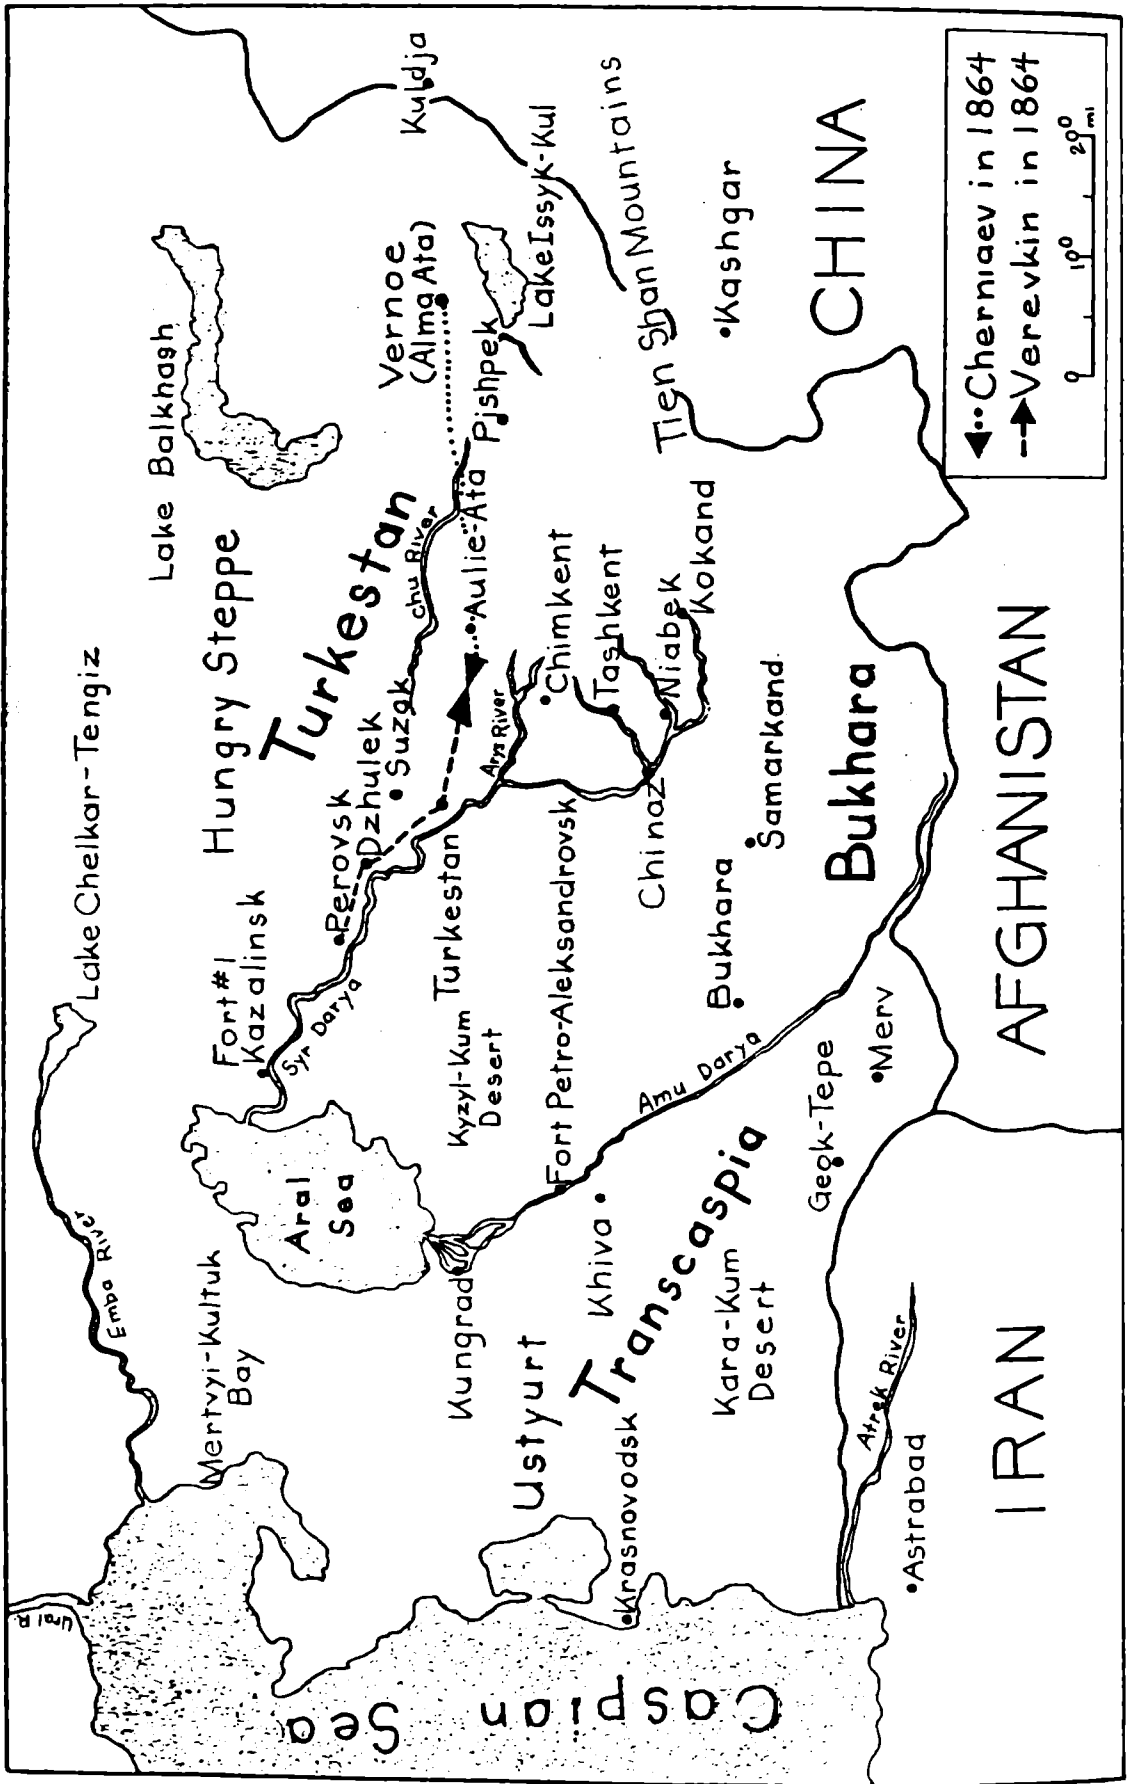 Lake Chelkar-Tengiz
Ural R
Emba River
Mertvyi-Kultuk
Bay
Caspian Sea
Aral
Sea
Fort #1
Kazalinsk
Syr Darya
Hungry Steppe
Lake Balkhash
Turkestan
Perovsk
Dzhulek
Suzak
Chu River
Vernoe
(Alma Ata)
Kuldja
Aulie-Ata
Pishpek
Lake Issyk-Kul
Turkestan
Arys River
Kyzyl-Kum
Desert
Kungrad
Ustyurt
Fort Petro-Aleksandrovsk
Chimkent
Tashkent
Niabek
Kokand
Chinaz
Tien Shan Mountains
Khiva
Transcaspia
Krasnovodsk
Kara-Kum
Desert
Amu Darya
Bukhara
Samarkand
Kashgar
Bukhara
Geok-Tepe
Merv
Atrek River
Astrabad
IRAN
AFGHANISTAN
CHINA
Cherniaev in 1864
Verevkin in 1864
0 100 200
mi